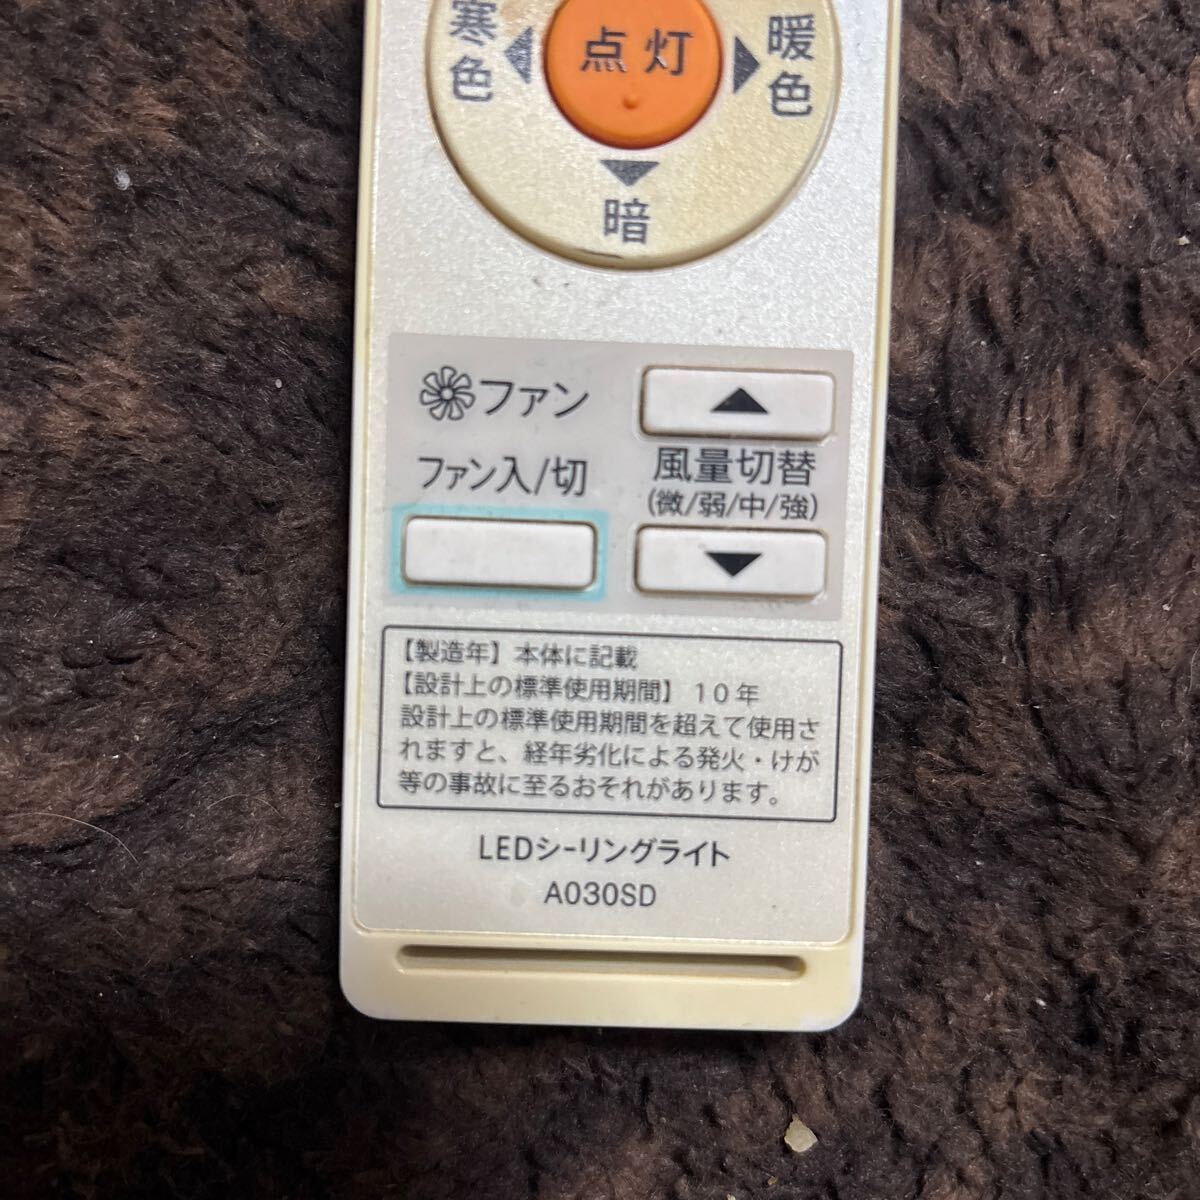 寒色
点灯
暖色
暗
ファン
ファン入/切
風量切替
(微/弱/中/強)
【製造年】本体に記載
【設計上の標準使用期間】10年
設計上の標準使用期間を超えて使用さ
れますと、経年劣化による発火・けが
等の事故に至るおそれがあります。
LEDシーリングライト
A030SD